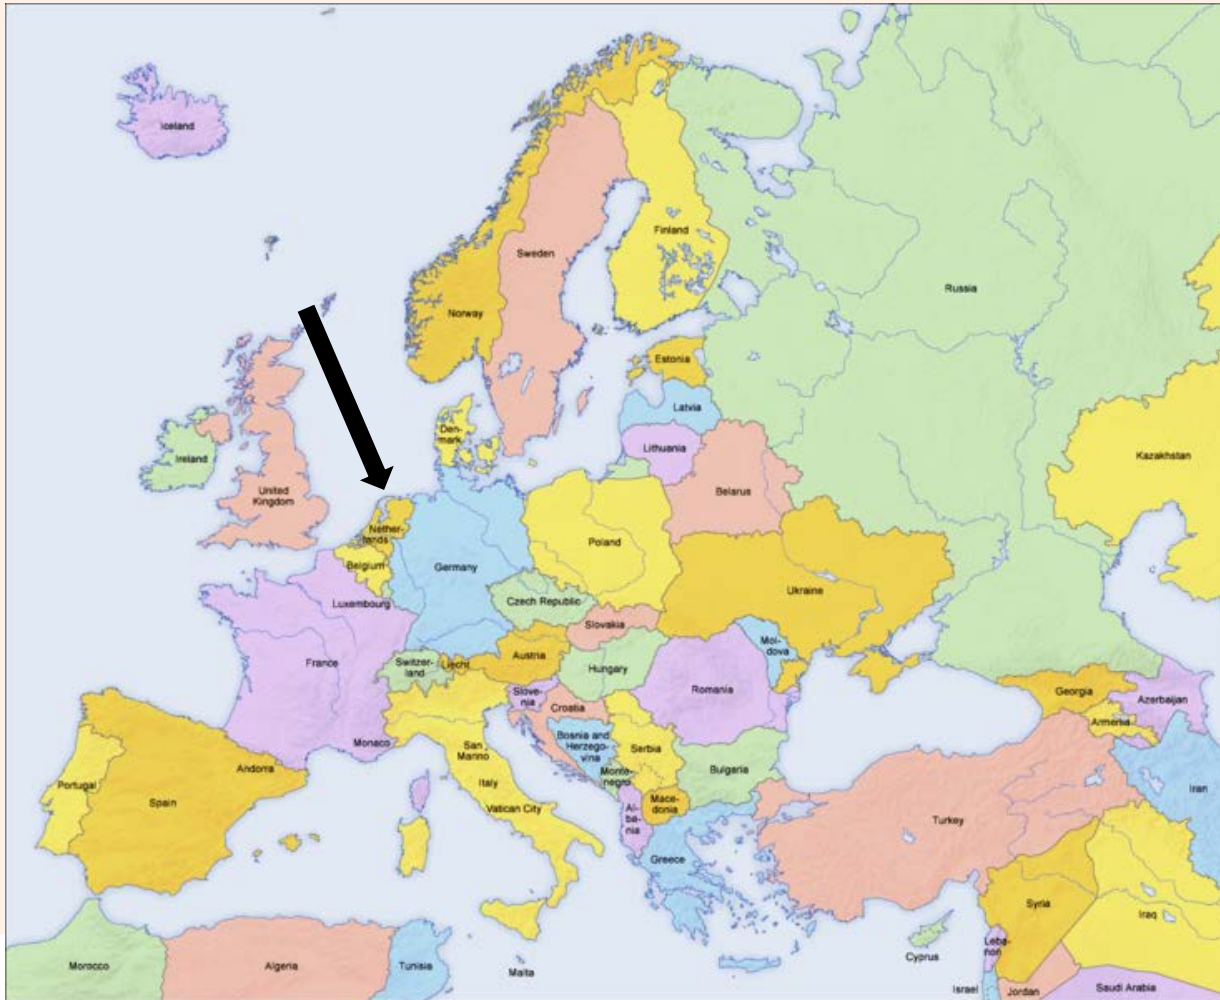 Iceland
Sweden
Finland
Norway
Russia
Estonia
Latvia
Den-
mark
Lithuania
Ireland
Kazakhstan
United
Kingdom
Belarus
Nether-
lands
Poland
Belgium
Germany
Ukraine
Luxembourg
Czech Republic
Slovakia
Mol-
dova
France
Switzer-
land
Liecht.
Austria
Hungary
Romania
Slove-
nia
Croatia
Georgia
Azerbaijan
Armenia
Monaco
San
Marino
Bosnia and
Herzego-
vina
Serbia
Andorra
Portugal
Spain
Italy
Monte-
negro
Bulgaria
Vatican City
Al-
ba-
nia
Mace-
donia
Iran
Turkey
Greece
Syria
Iraq
Morocco
Algeria
Tunisia
Malta
Cyprus
Leba-
non
Israel
Jordan
Saudi Arabia